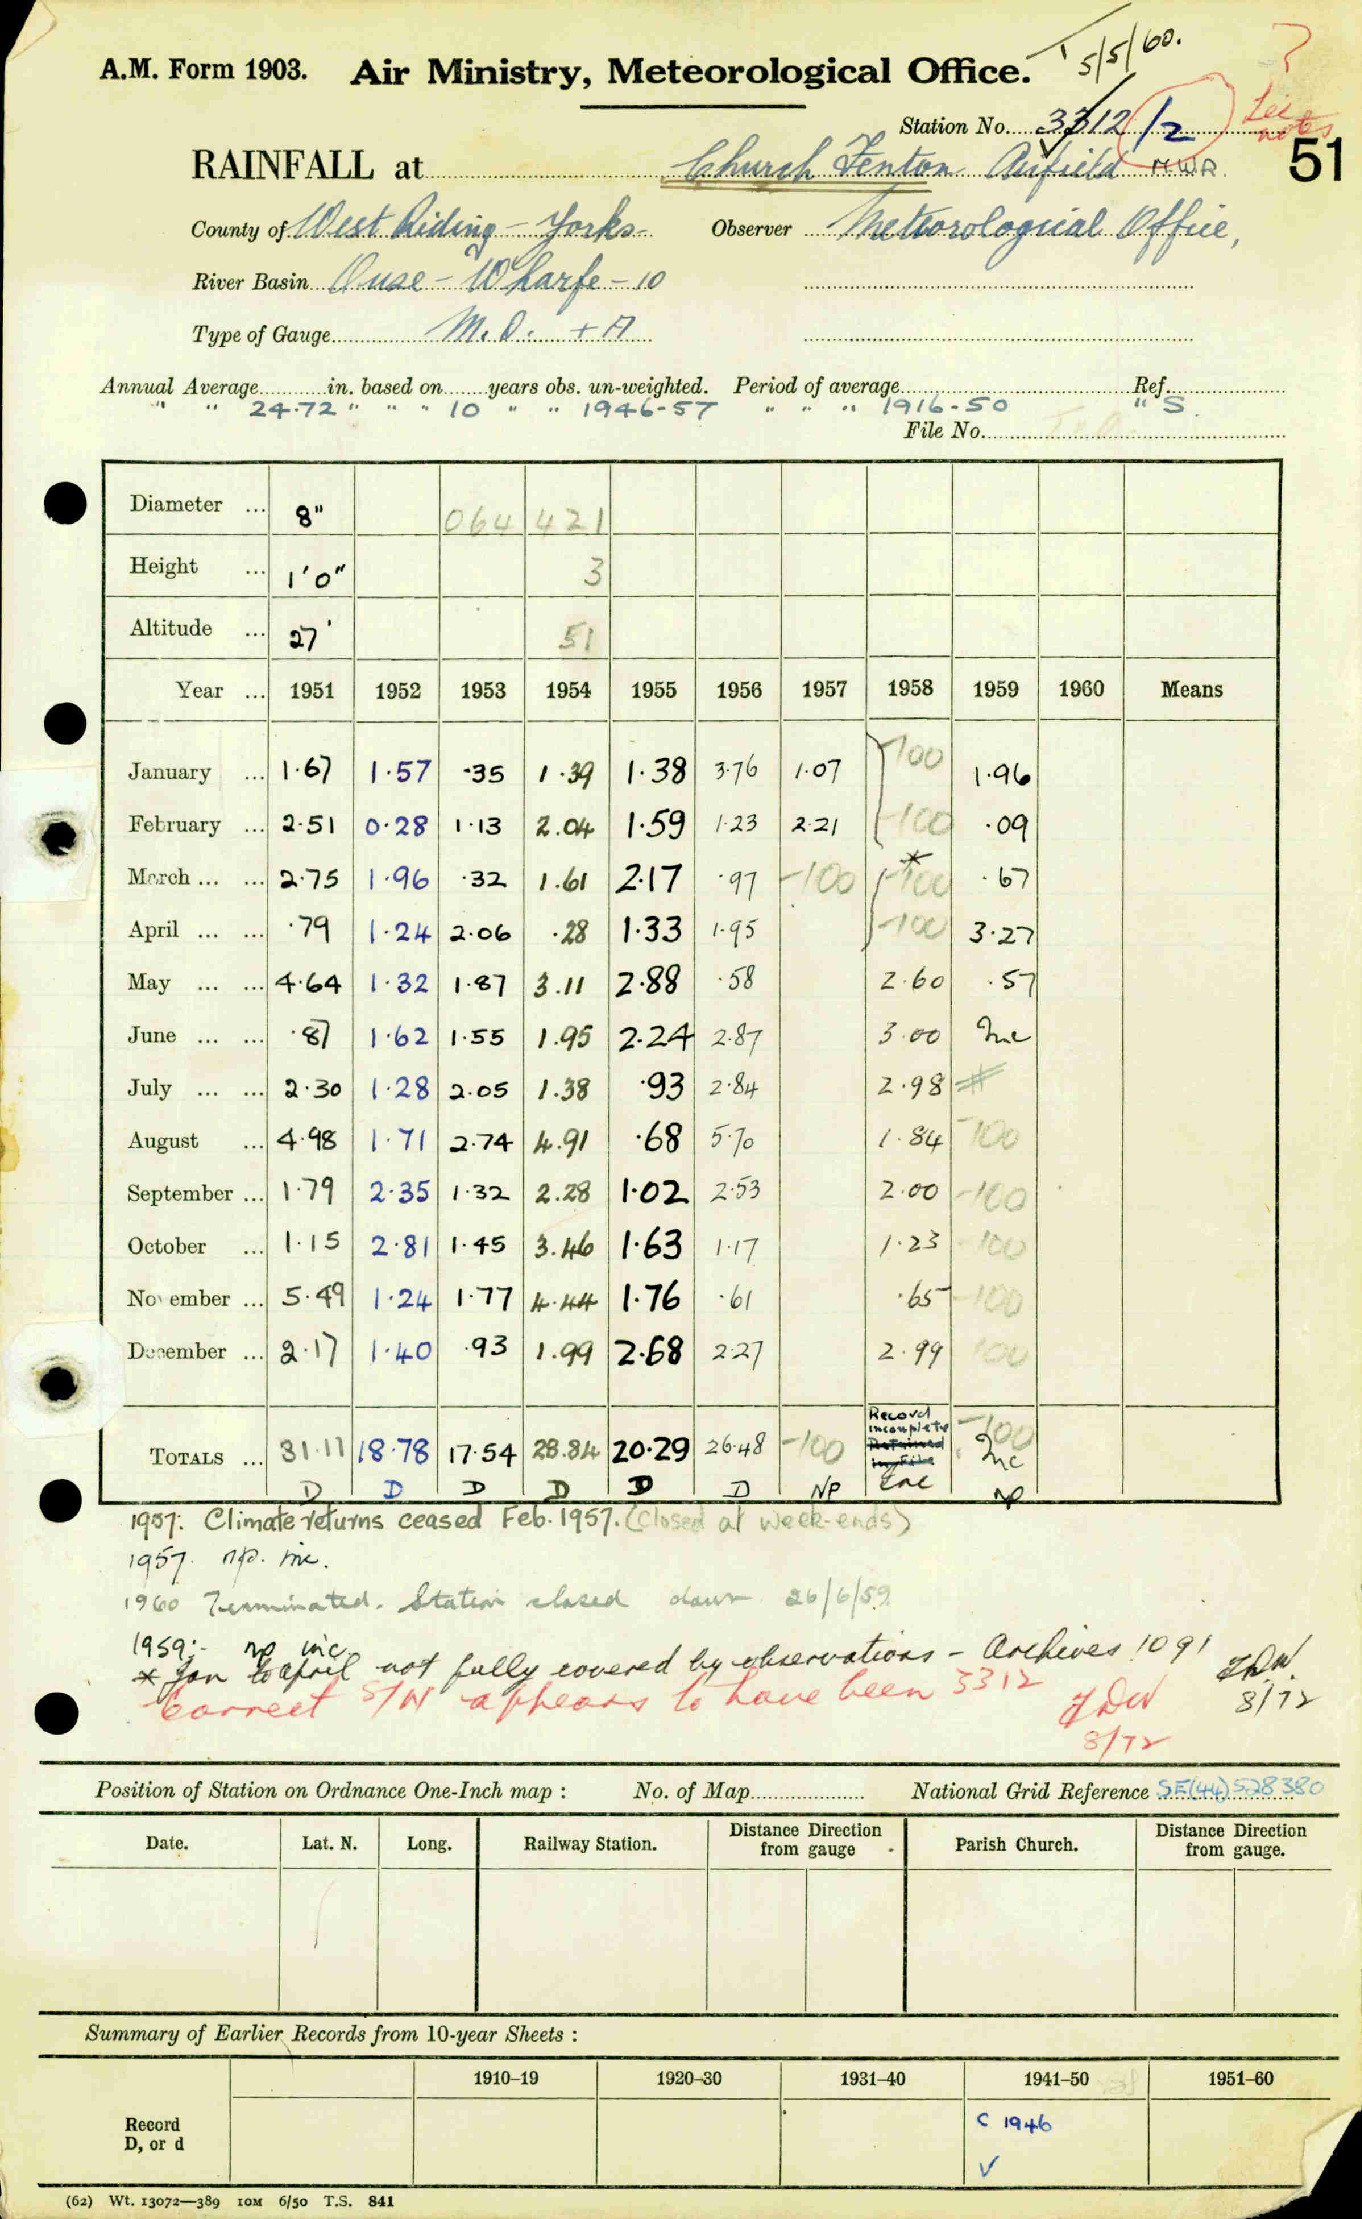 5/5/60.
A.M. Form 1903. Air Ministry, Meteorological Office.
Station No. 3312/2 See notes
51
RAINFALL at Church Fenton Airfield M.W.R.
County of West Riding - Yorks. Observer Meteorological Office,
River Basin Ouse - Wharfe - 10
Type of Gauge M.O. + A
Annual Average in. based on years obs. un-weighted. Period of average Ref.
" " 24.72 " " " 10 " " 1946-57 " " " 1916-50 " S.
File No.
Diameter ... 8" 064 421
Height ... 1'0" 3
Altitude ... 27' 51
Year ... 1951 1952 1953 1954 1955 1956 1957 1958 1959 1960 Means
January ... 1.67 1.57 .35 1.39 1.38 3.76 1.07 -100 1.96
February ... 2.51 0.28 1.13 2.04 1.59 1.23 2.21 -100 .09
March ... ... 2.75 1.96 .32 1.61 2.17 .97 -100 * -100 .67
April ... ... .79 1.24 2.06 .28 1.33 1.95 -100 3.27
May ... ... 4.64 1.32 1.87 3.11 2.88 .58 2.60 .57
June ... ... .87 1.62 1.55 1.95 2.24 2.87 3.00 Inc
July ... ... 2.30 1.28 2.05 1.38 .93 2.84 2.98
August ... 4.98 1.71 2.74 4.91 .68 5.70 1.84 -100
September ... 1.79 2.35 1.32 2.28 1.02 2.53 2.00 -100
October ... 1.15 2.81 1.45 3.46 1.63 1.17 1.23 -100
November ... 5.49 1.24 1.77 4.44 1.76 .61 .65 -100
December ... 2.17 1.40 .93 1.99 2.68 2.27 2.99 100
TOTALS ... 31.11 18.78 17.54 28.84 20.29 26.48 -100 Record incomplete Retained in File Inc -100 Inc
D D D D D D NP np
1957: Climate returns ceased Feb. 1957. (Closed at week-ends)
1957. np. inc.
1960 Terminated. Station closed down 26/6/59
1959:- np inc
* Jan to April not fully covered by observations - Archives 1091 FDW. 8/72
Correct S/N appears to have been 3312 FDW 8/72
Position of Station on Ordnance One-Inch map : No. of Map National Grid Reference SE(44)528380
Date. Lat. N. Long. Railway Station. Distance Direction from gauge Parish Church. Distance Direction from gauge.
Summary of Earlier Records from 10-year Sheets :
1910-19 1920-30 1931-40 1941-50 1951-60
Record D, or d C 1946
V
(62) Wt. 13072—389 10M 6/50 T.S. 841